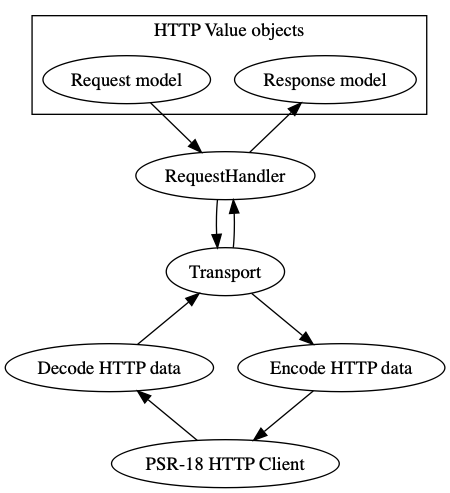 HTTP Value objects
Request model
Response model
RequestHandler
Transport
Decode HTTP data
Encode HTTP data
PSR-18 HTTP Client